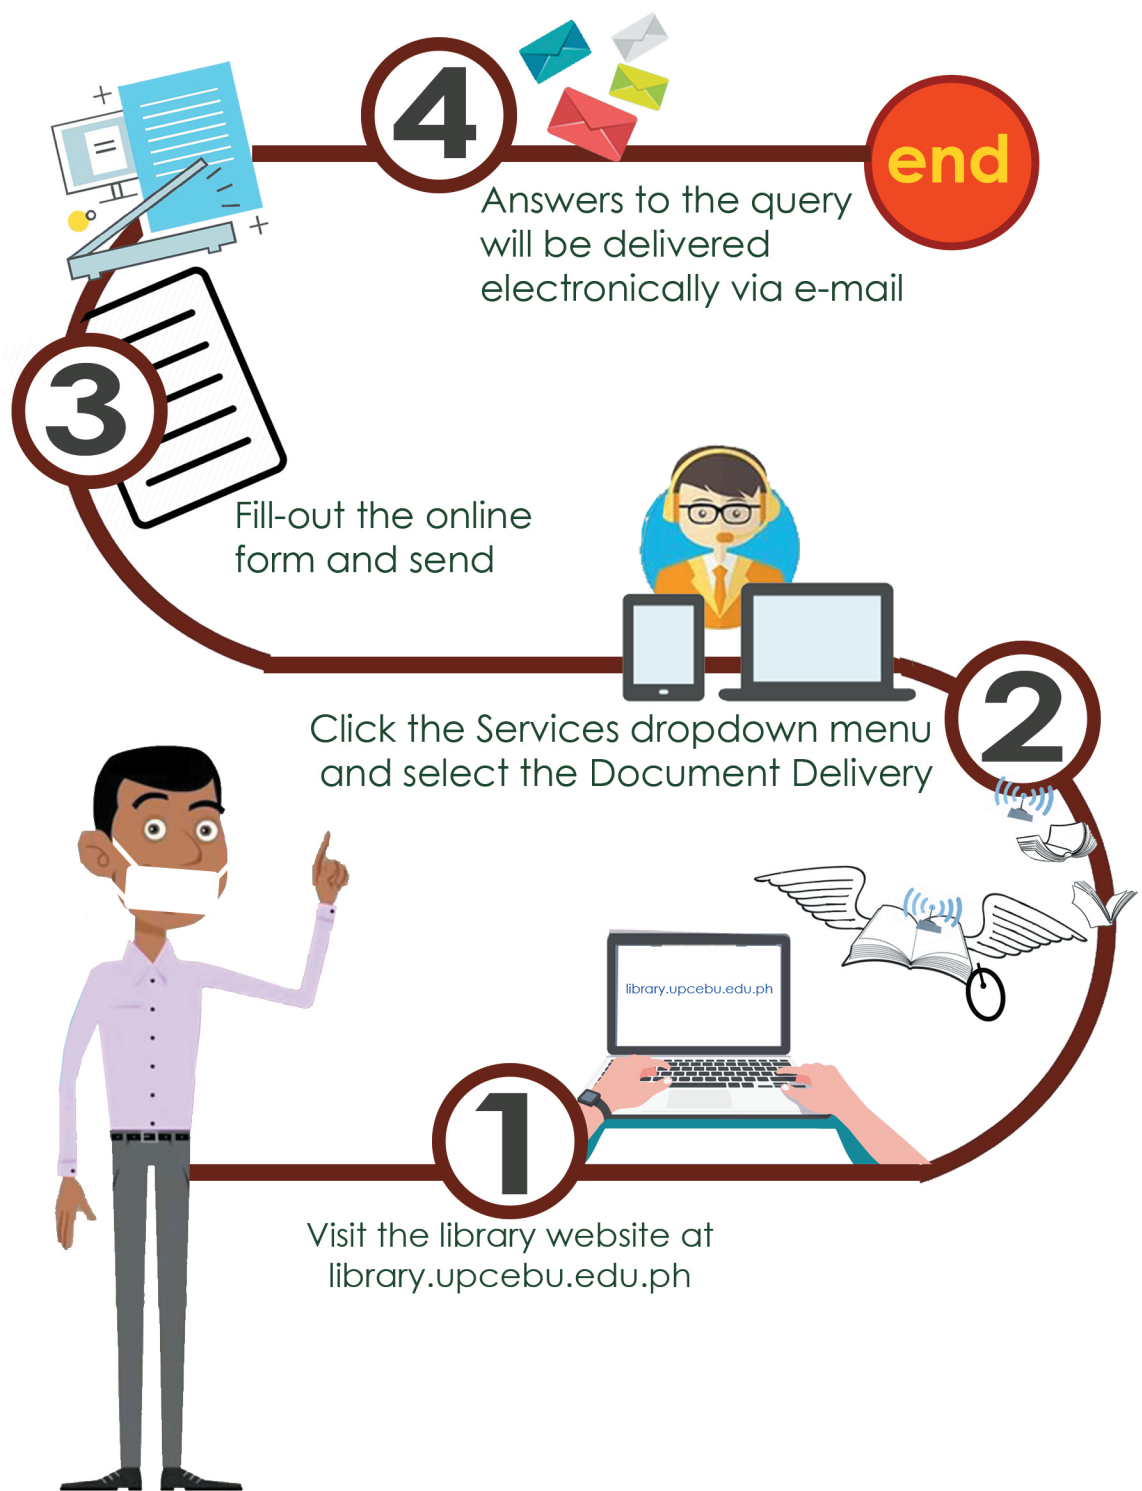 4
end
Answers to the query
will be delivered
electronically via e-mail
3
Fill-out the online
form and send
2
Click the Services dropdown menu
and select the Document Delivery
library.upcebu.edu.ph
1
Visit the library website at
library.upcebu.edu.ph